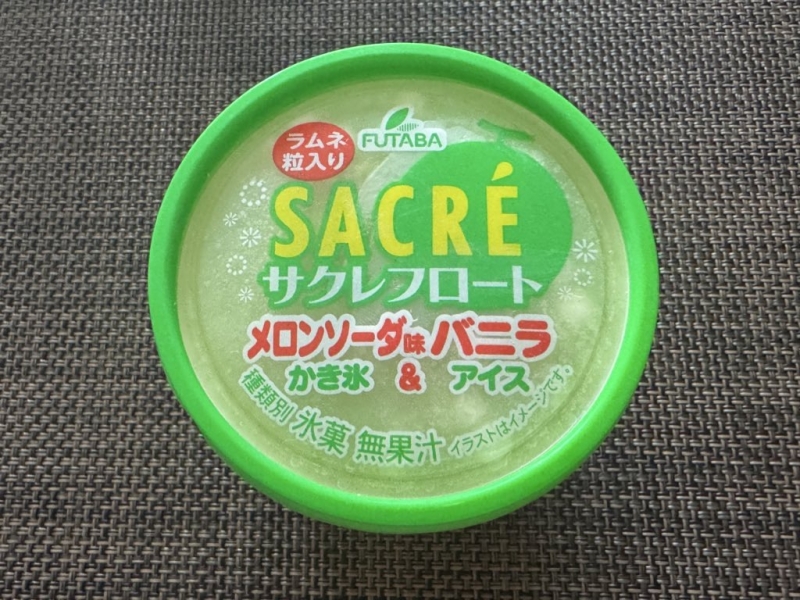 ラムネ
粒入り
FUTABA
SACRÉ
サクレフロート
メロンソーダ味バニラ
かき氷 & アイス
種類別 氷菓 無果汁 イラストはイメージです。